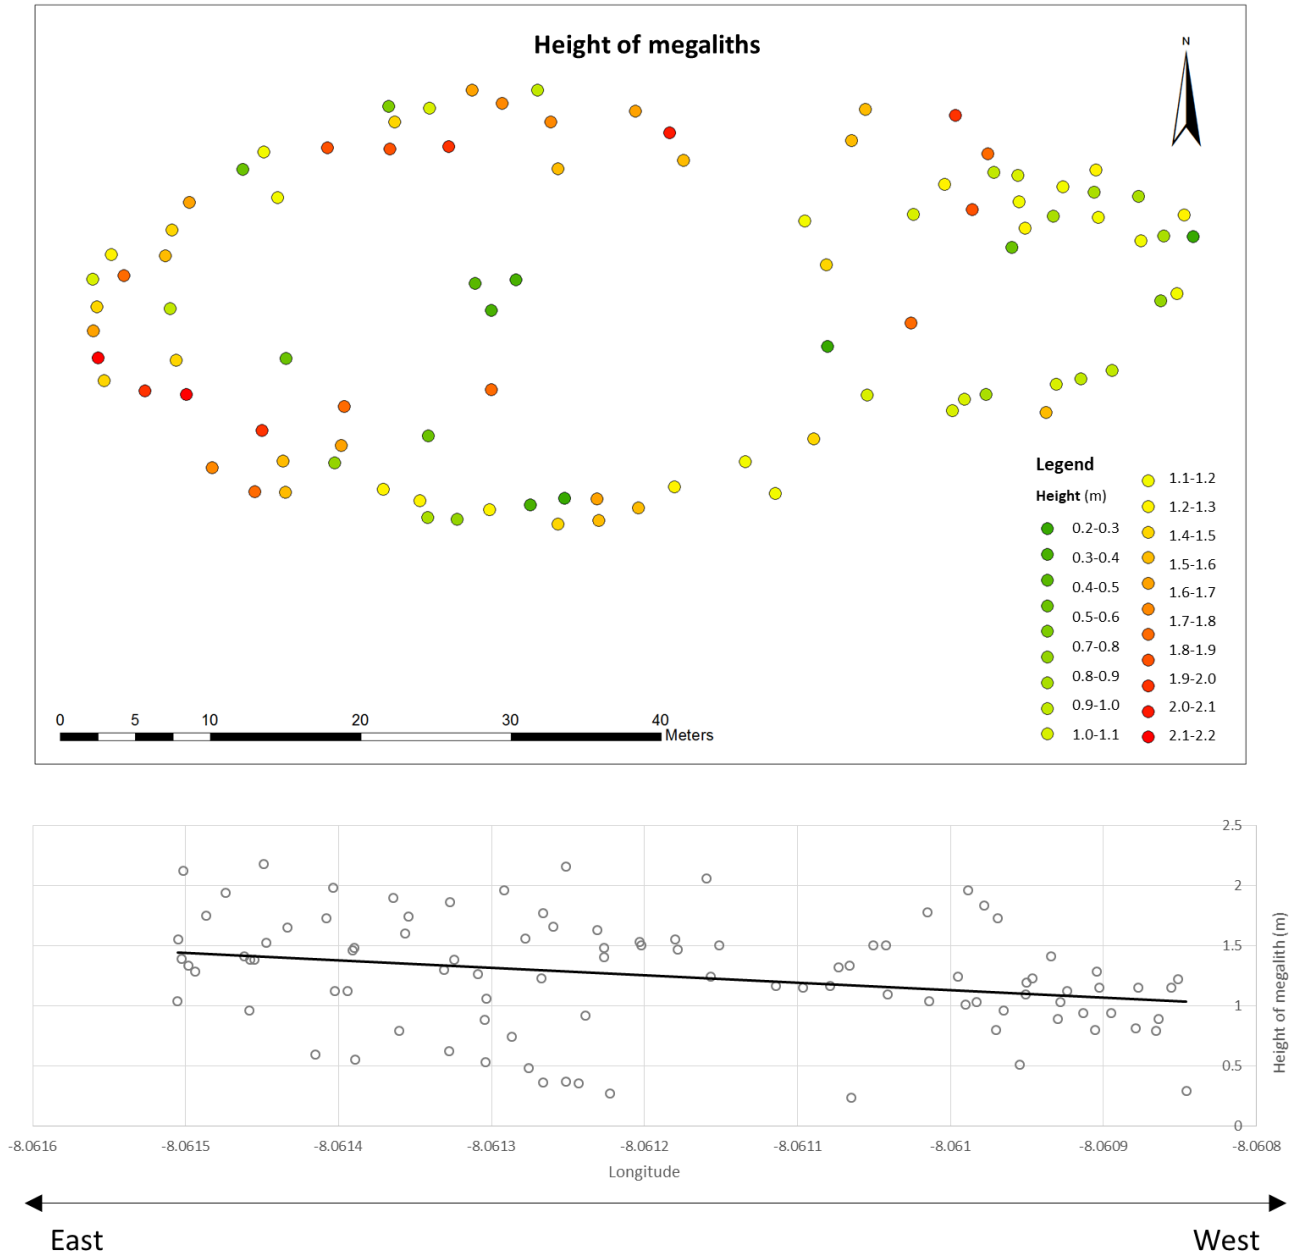 Height of megaliths
N
Legend
Height (m)
0.2-0.3
0.3-0.4
0.4-0.5
0.5-0.6
0.7-0.8
0.8-0.9
0.9-1.0
1.0-1.1
1.1-1.2
1.2-1.3
1.4-1.5
1.5-1.6
1.6-1.7
1.7-1.8
1.8-1.9
1.9-2.0
2.0-2.1
2.1-2.2
0 5 10 20 30 40
Meters
2.5
2
1.5
1
0.5
0
Height of megalith (m)
-8.0616 -8.0615 -8.0614 -8.0613 -8.0612 -8.0611 -8.061 -8.0609 -8.0608
Longitude
East West